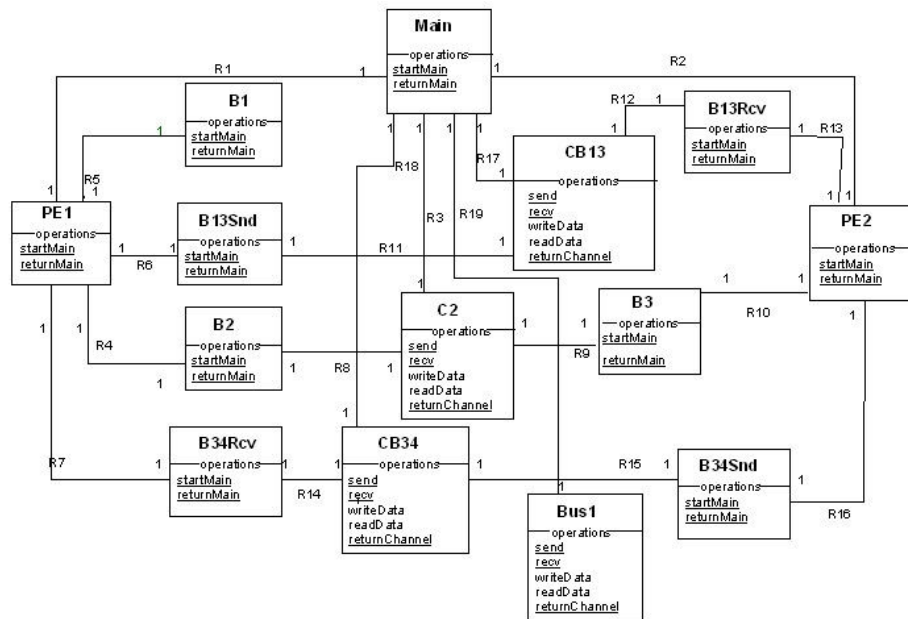 Main
operations
startMain
returnMain
R1
1
1
R2
B1
operations
startMain
returnMain
1
R5
1
1
1
1
1
1
R18
R3
R19
R17
1
R12
1
1
B13Rcv
operations
startMain
returnMain
1
R13
1
1
CB13
operations
send
recv
writeData
readData
returnChannel
1
PE1
operations
startMain
returnMain
1
R6
1
B13Snd
operations
startMain
returnMain
1
R11
1
PE2
operations
startMain
returnMain
1
1
R4
1
B2
operations
startMain
returnMain
1
R8
1
1
C2
operations
send
recv
writeData
readData
returnChannel
1
R9
1
B3
operations
startMain
returnMain
1
R10
1
1
R7
1
B34Rcv
operations
startMain
returnMain
1
R14
1
1
CB34
operations
send
recv
writeData
readData
returnChannel
1
R15
1
B34Snd
operations
startMain
returnMain
1
R16
1
Bus1
operations
send
recv
writeData
readData
returnChannel